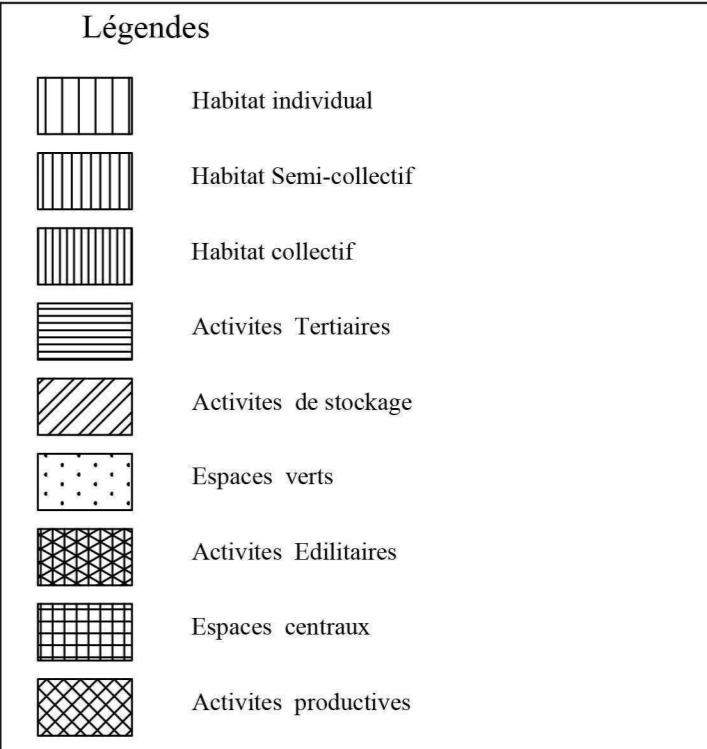 Légendes
Habitat individual
Habitat Semi-collectif
Habitat collectif
Activites Tertiaires
Activites de stockage
Espaces verts
Activites Edilitaires
Espaces centraux
Activites productives